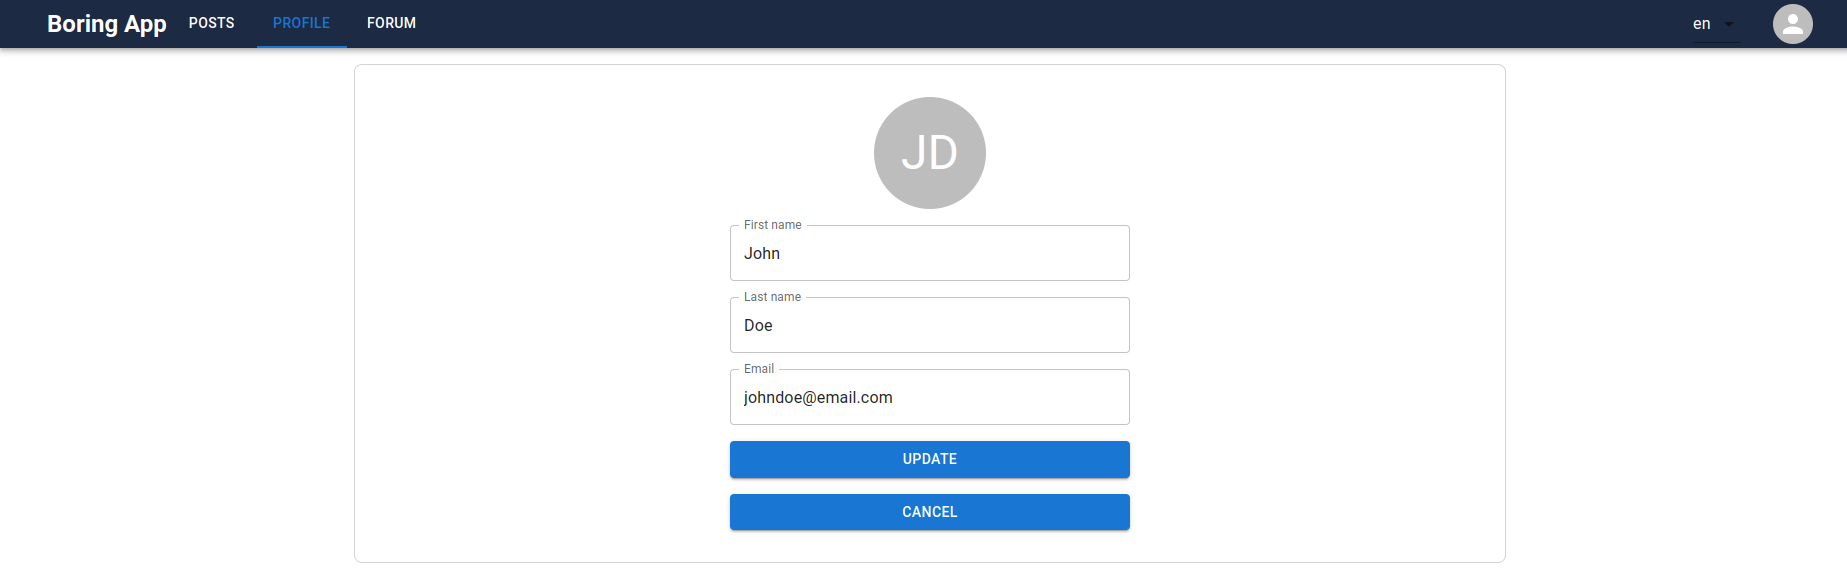 Boring App POSTS PROFILE FORUM en
JD
First name
John
Last name
Doe
Email
johndoe@email.com
UPDATE
CANCEL